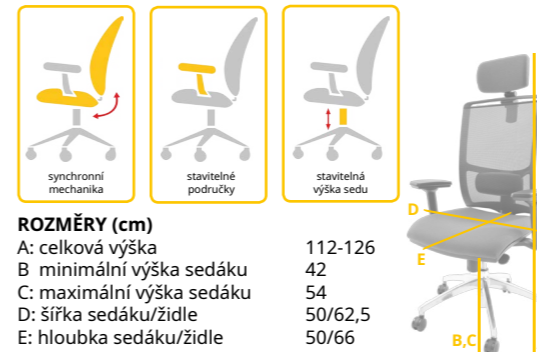 synchronní
mechanika
stavitelné
područky
stavitelná
výška sedu
ROZMĚRY (cm)
A: celková výška 112-126
B minimální výška sedáku 42
C: maximální výška sedáku 54
D: šířka sedáku/židle 50/62,5
E: hloubka sedáku/židle 50/66
D
E
B,C